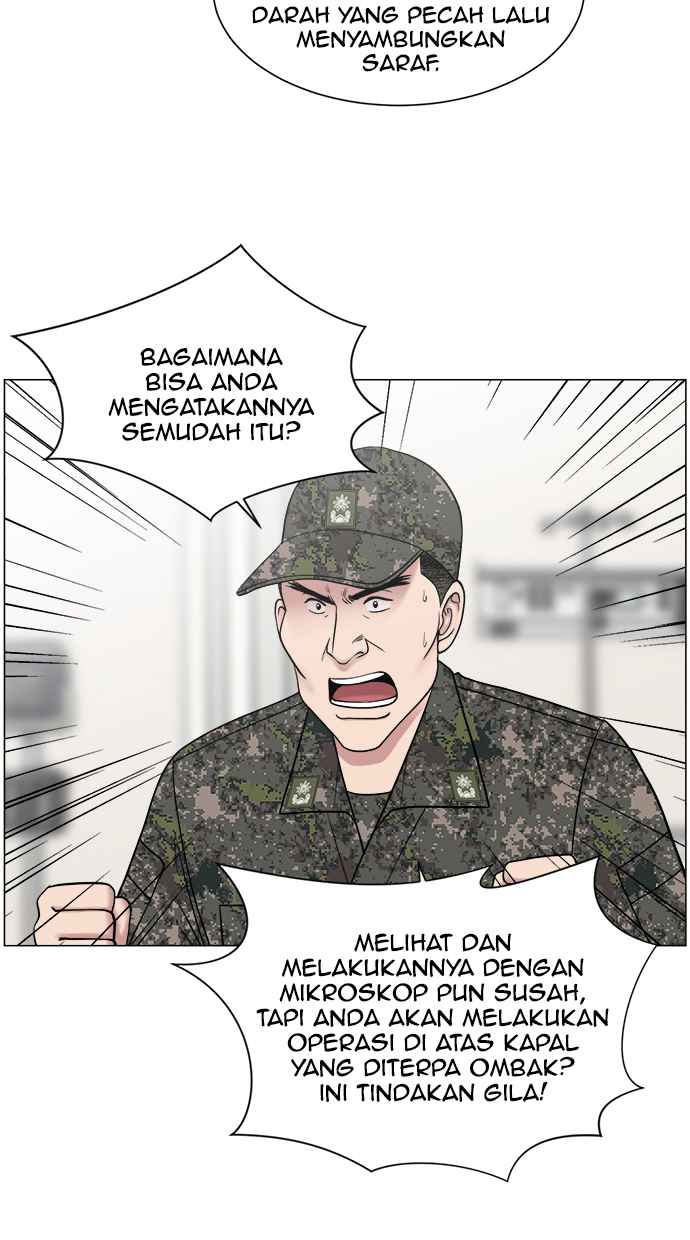 DARAH YANG PECAH LALU
MENYAMBUNGKAN
SARAF.
BAGAIMANA
BISA ANDA
MENGATAKANNYA
SEMUDAH ITU?
MELIHAT DAN
MELAKUKANNYA DENGAN
MIKROSKOP PUN SUSAH,
TAPI ANDA AKAN MELAKUKAN
OPERASI DI ATAS KAPAL
YANG DITERPA OMBAK?
INI TINDAKAN GILA!